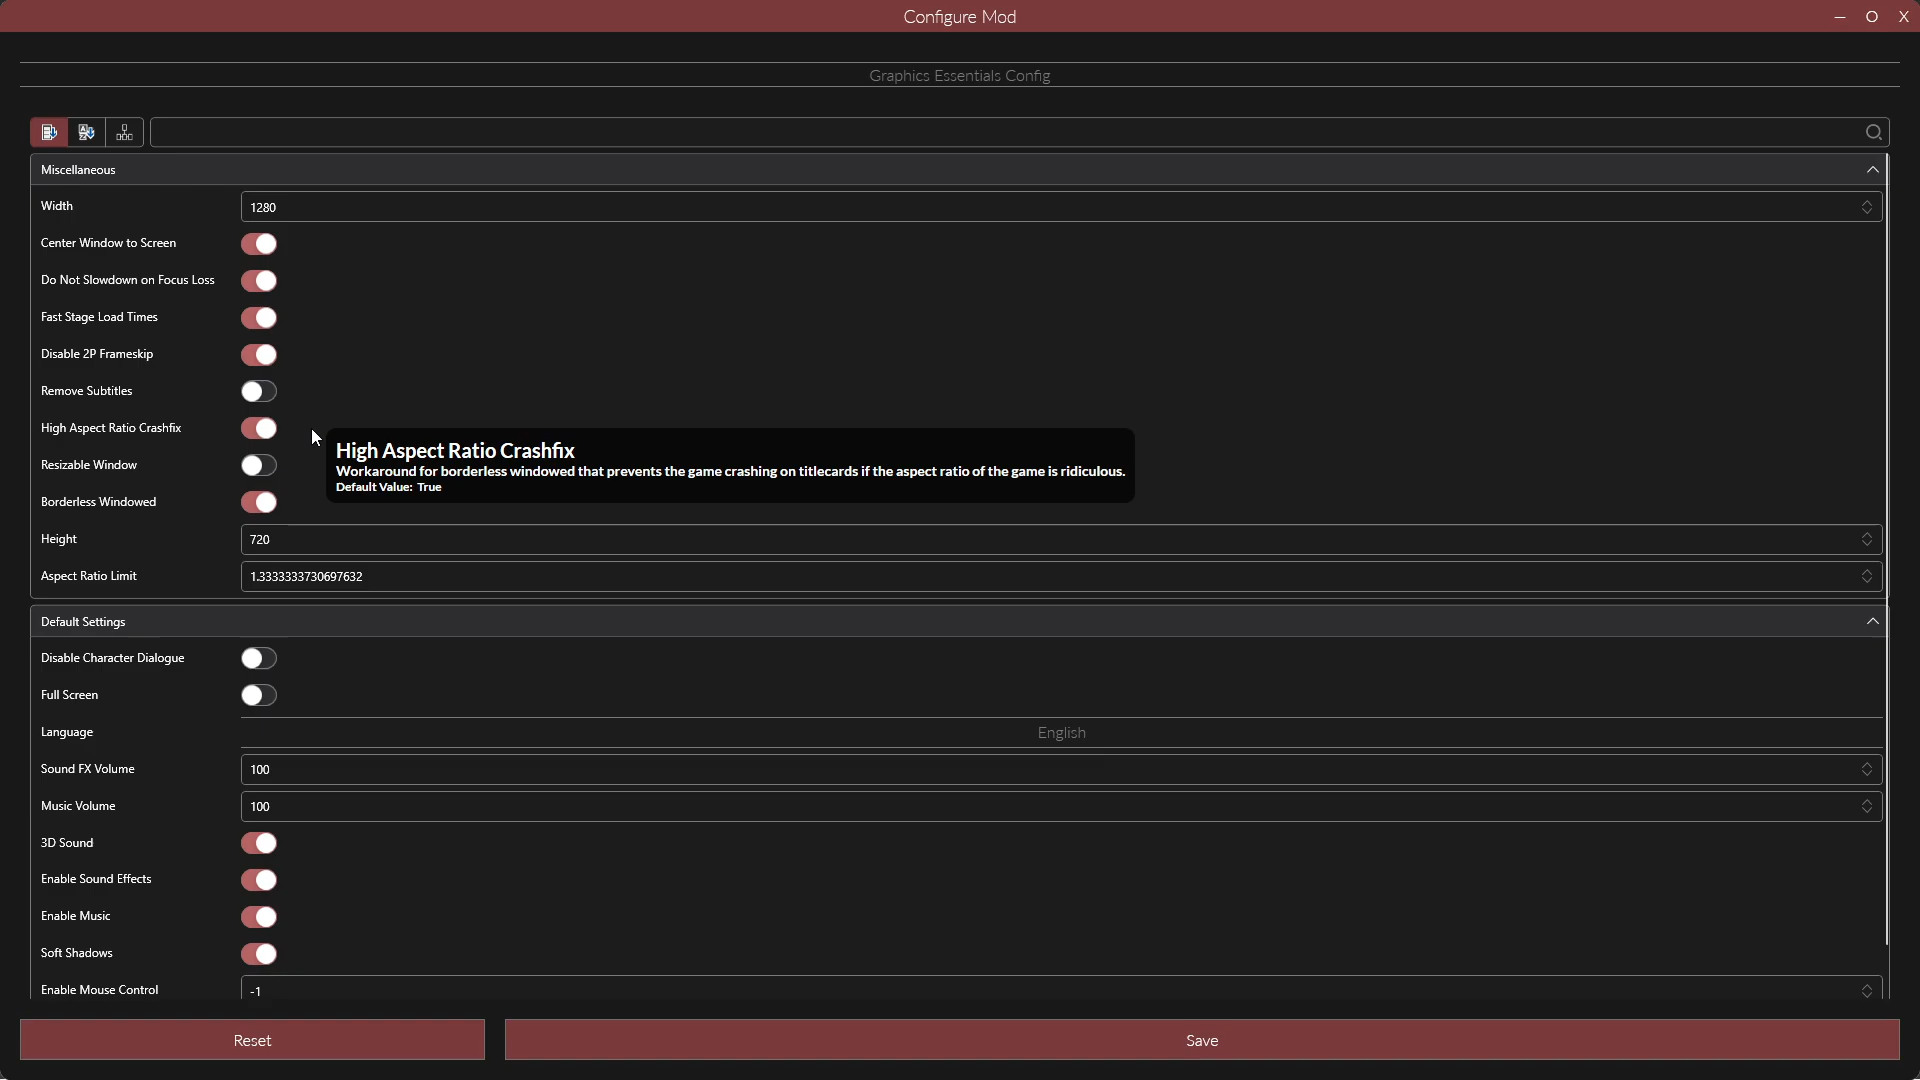 Configure Mod
Graphics Essentials Config
Miscellaneous
Width
1280
Center Window to Screen
Do Not Slowdown on Focus Loss
Fast Stage Load Times
Disable 2P Frameskip
Remove Subtitles
High Aspect Ratio Crashfix
High Aspect Ratio Crashfix
Workaround for borderless windowed that prevents the game crashing on titlecards if the aspect ratio of the game is ridiculous.
Default Value: True
Resizable Window
Borderless Windowed
Height
720
Aspect Ratio Limit
1.3333333730697632
Default Settings
Disable Character Dialogue
Full Screen
Language
English
Sound FX Volume
100
Music Volume
100
3D Sound
Enable Sound Effects
Enable Music
Soft Shadows
Enable Mouse Control
-1
Reset
Save